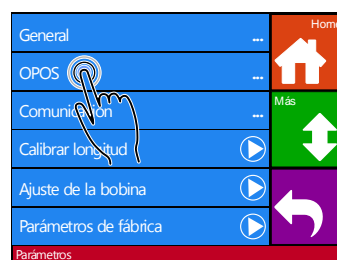 General ...
Home
OPOS ...
Comunicación ...
Más
Calibrar longitud
Ajuste de la bobina
Parámetros de fábrica
Parámetros